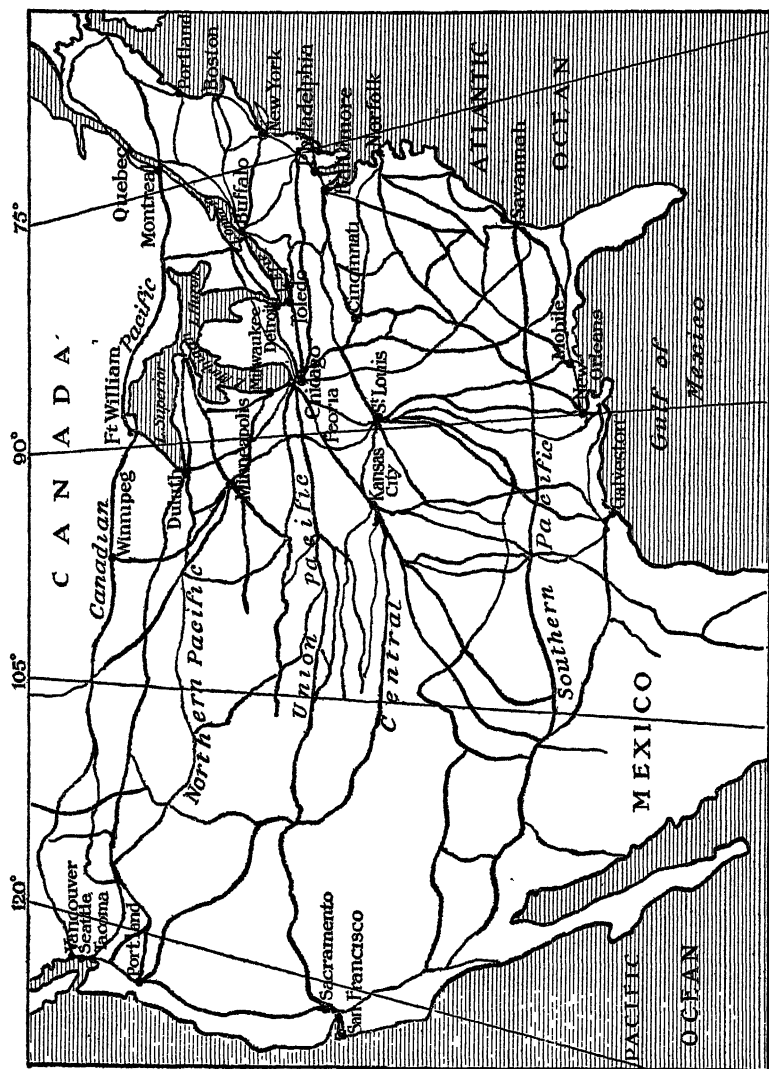 120°
105°
90°
75°
CANADA
Vancouver
Seattle
Tacoma
Portland
Canadian
Pacific
Winnipeg
Ft William
Quebec
Montreal
Portland
Boston
Northern Pacific
Duluth
L. Superior
Minneapolis
Milwaukee
Detroit
Buffalo
New York
Philadelphia
Baltimore
Norfolk
Union Pacific
Chicago
Toledo
Peoria
Cincinnati
Sacramento
San Francisco
Central
Kansas
City
St. Louis
ATLANTIC
OCEAN
Southern
Pacific
Savannah
Mobile
New
Orleans
Galveston
MEXICO
Gulf of
Mexico
PACIFIC
OCEAN